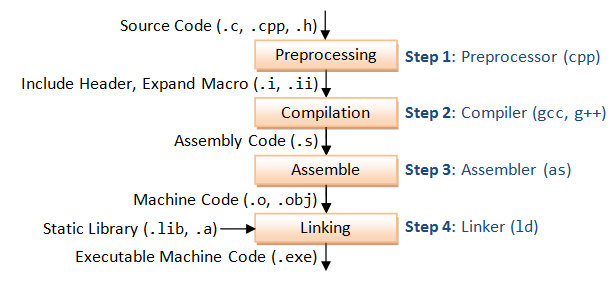 Source Code (.c, .cpp, .h)
Preprocessing
Step 1: Preprocessor (cpp)
Include Header, Expand Macro (.i, .ii)
Compilation
Step 2: Compiler (gcc, g++)
Assembly Code (.s)
Assemble
Step 3: Assembler (as)
Machine Code (.o, .obj)
Static Library (.lib, .a)
Linking
Step 4: Linker (ld)
Executable Machine Code (.exe)